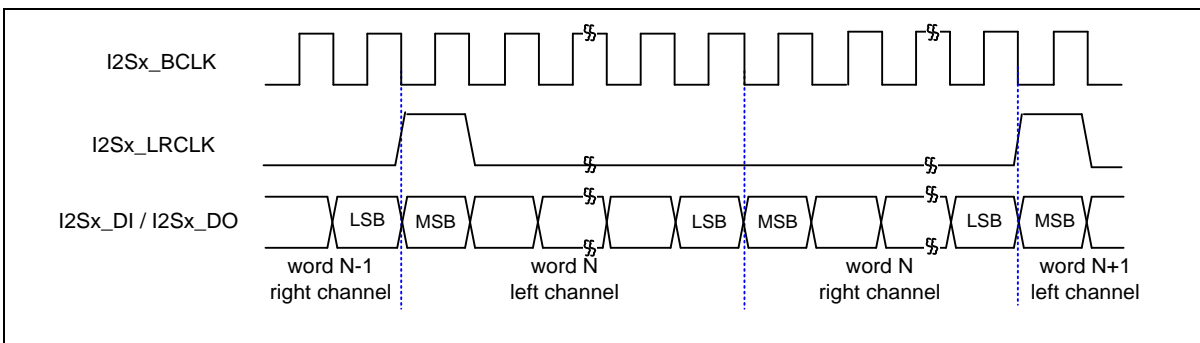 I2Sx_BCLK
I2Sx_LRCLK
I2Sx_DI / I2Sx_DO
LSB MSB LSB MSB LSB MSB
word N-1 word N word N word N+1
right channel left channel right channel left channel